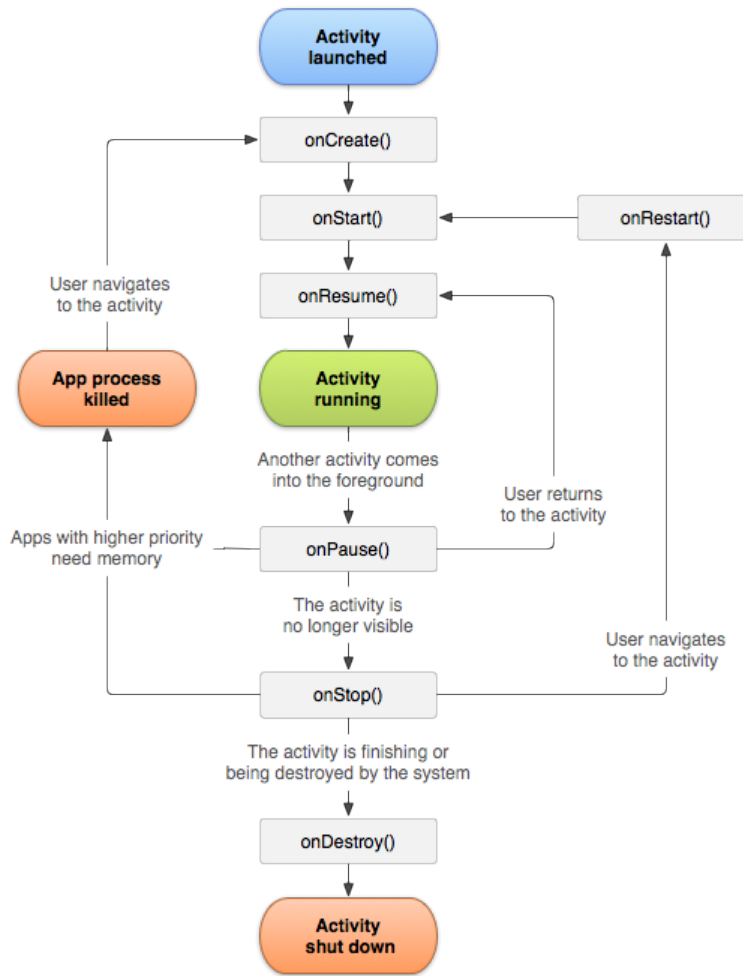 Activity
launched
onCreate()
onStart()
onRestart()
User navigates
to the activity
onResume()
App process
killed
Activity
running
Another activity comes
into the foreground
User returns
to the activity
Apps with higher priority
need memory
onPause()
The activity is
no longer visible
User navigates
to the activity
onStop()
The activity is finishing or
being destroyed by the system
onDestroy()
Activity
shut down